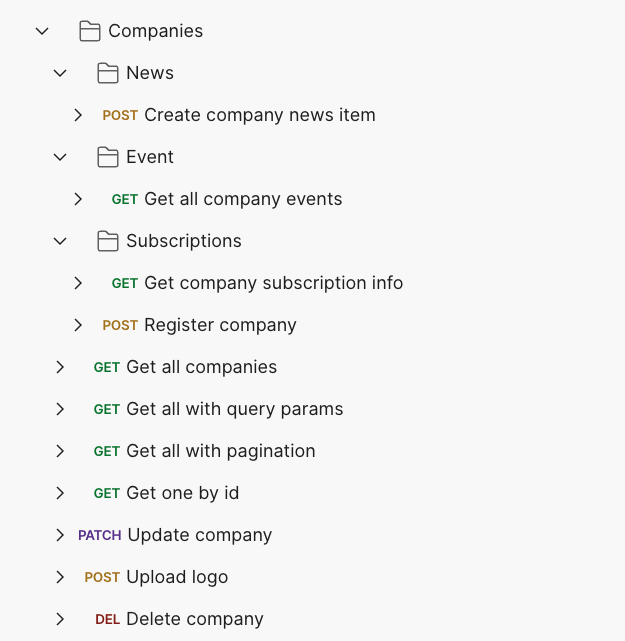 Companies
News
POST Create company news item
Event
GET Get all company events
Subscriptions
GET Get company subscription info
POST Register company
GET Get all companies
GET Get all with query params
GET Get all with pagination
GET Get one by id
PATCH Update company
POST Upload logo
DEL Delete company